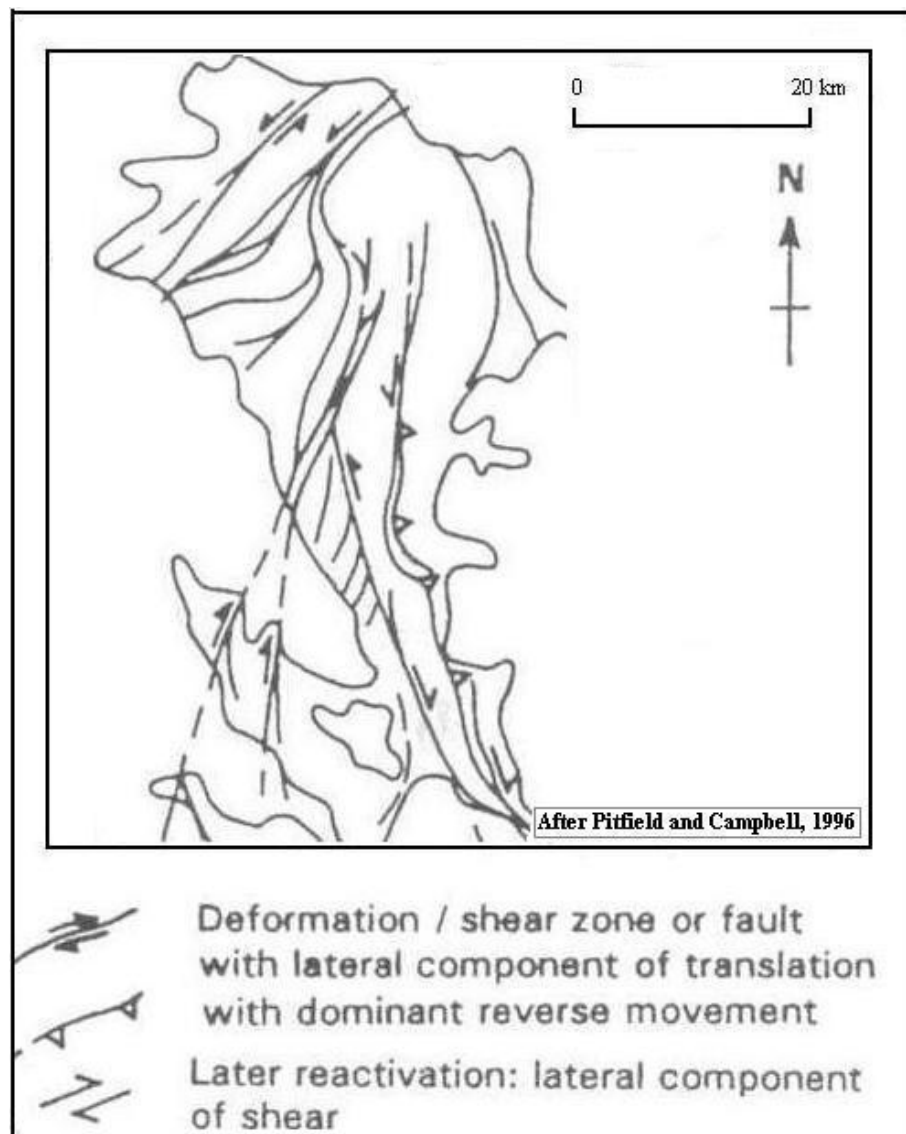 0 20 km
N
After Pitfield and Campbell, 1996
Deformation / shear zone or fault
with lateral component of translation
with dominant reverse movement
Later reactivation: lateral component
of shear